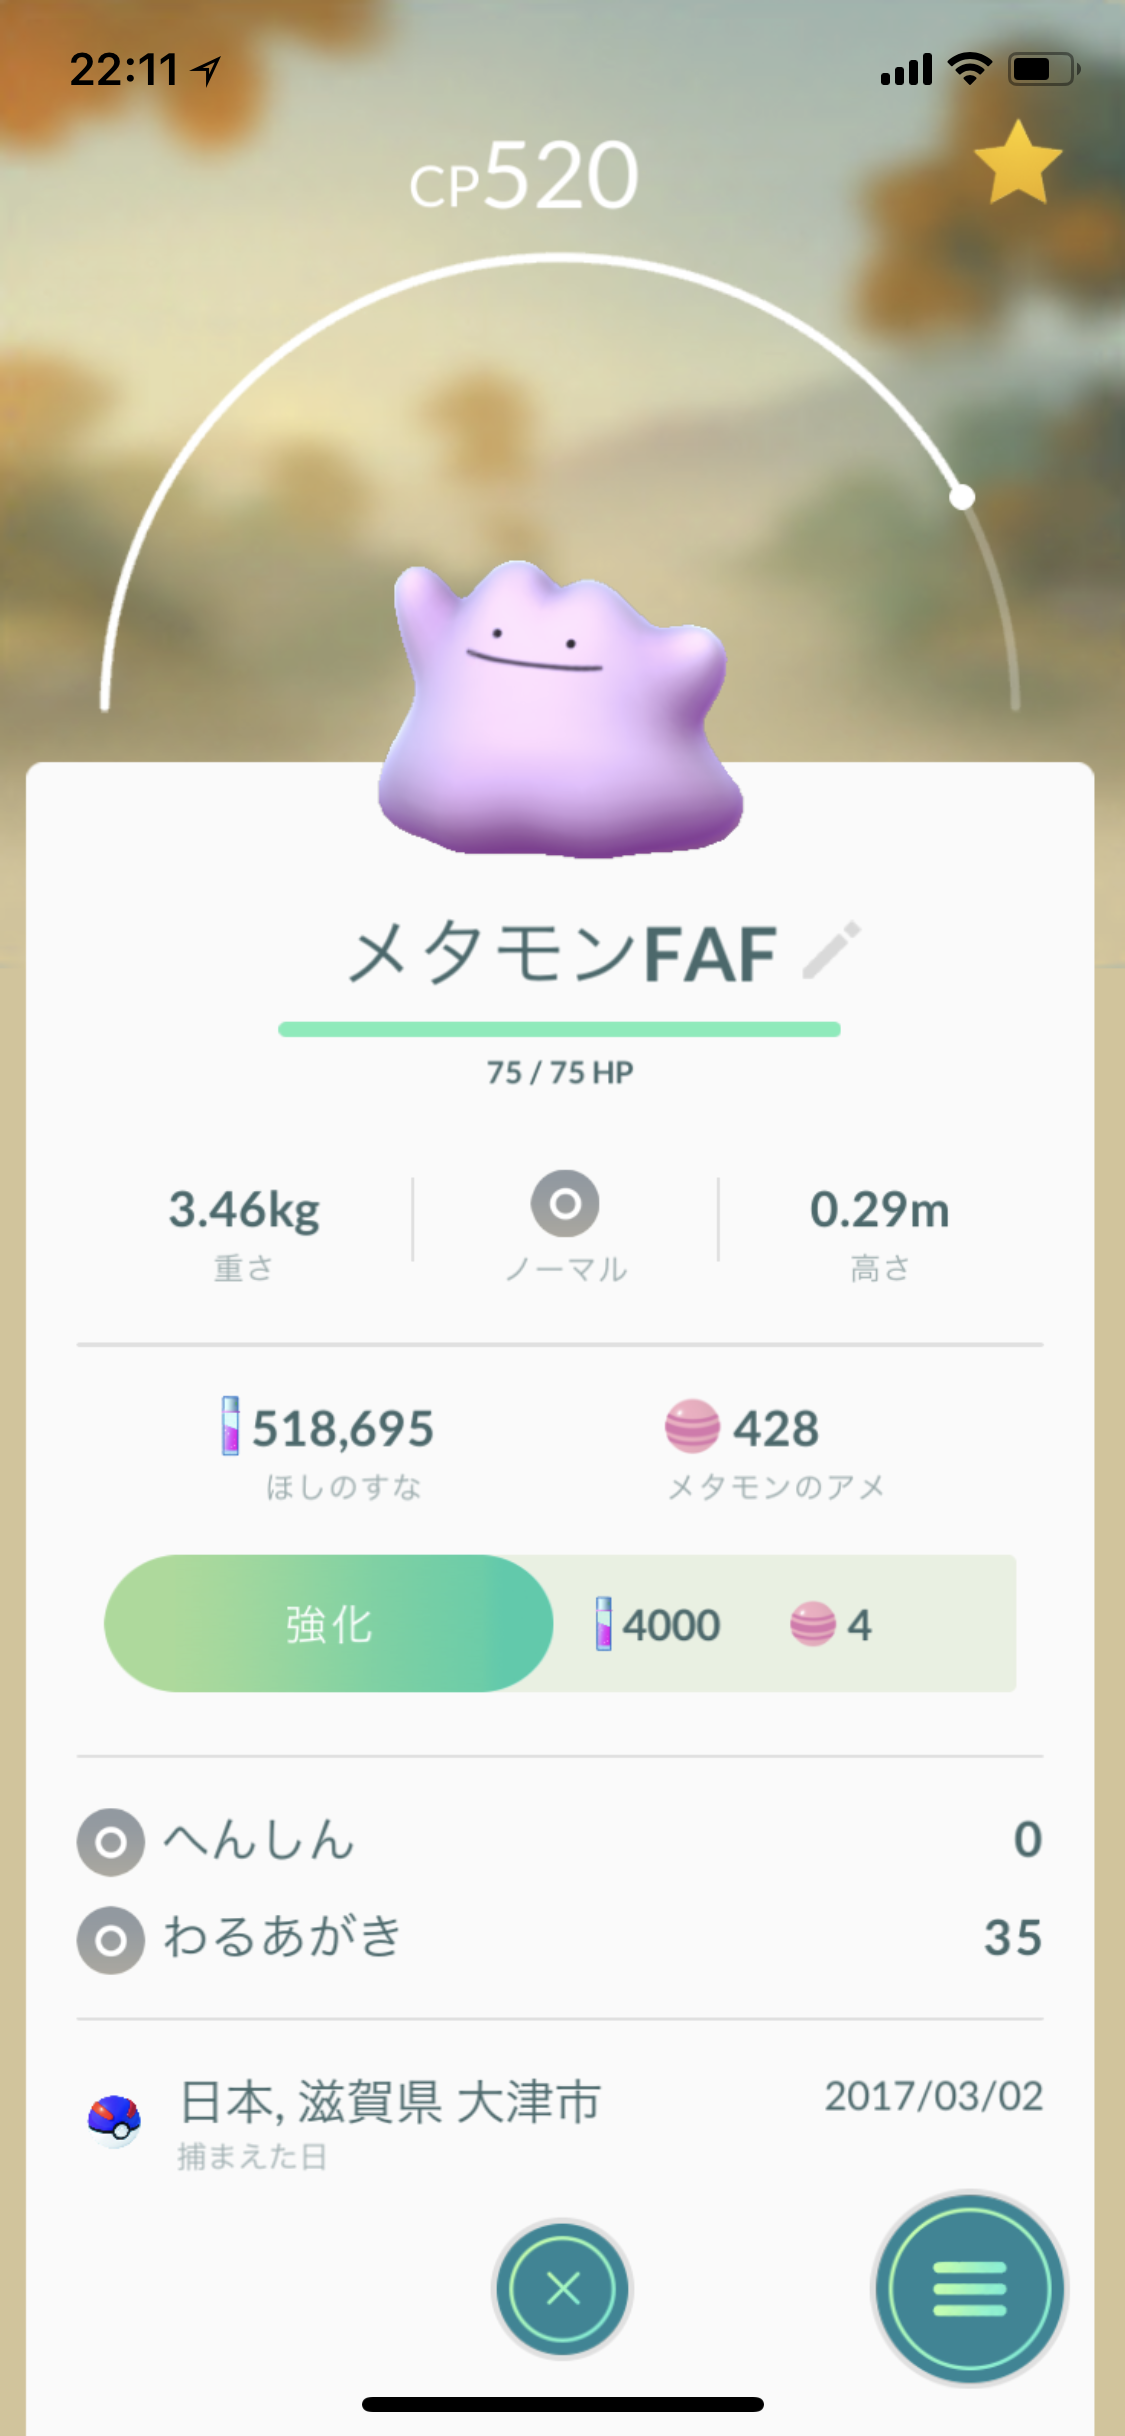 22:11
CP520
メタモンFAF
75 / 75 HP
3.46kg
重さ
ノーマル
0.29m
高さ
518,695
ほしのすな
428
メタモンのアメ
強化
4000
4
へんしん 0
わるあがき 35
日本, 滋賀県 大津市 2017/03/02
捕まえた日